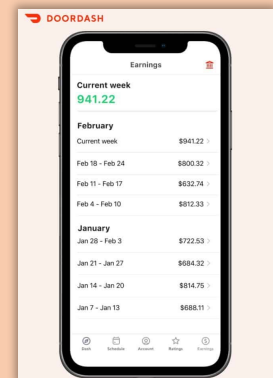 DOORDASH
Earnings
Current week
941.22
February
Current week $941.22 >
Feb 18 - Feb 24 $800.32 >
Feb 11 - Feb 17 $632.74 >
Feb 4 - Feb 10 $812.33 >
January
Jan 28 - Feb 3 $722.53 >
Jan 21 - Jan 27 $684.32 >
Jan 14 - Jan 20 $814.75 >
Jan 7 - Jan 13 $688.11 >
Dash Schedule Account Ratings Earnings